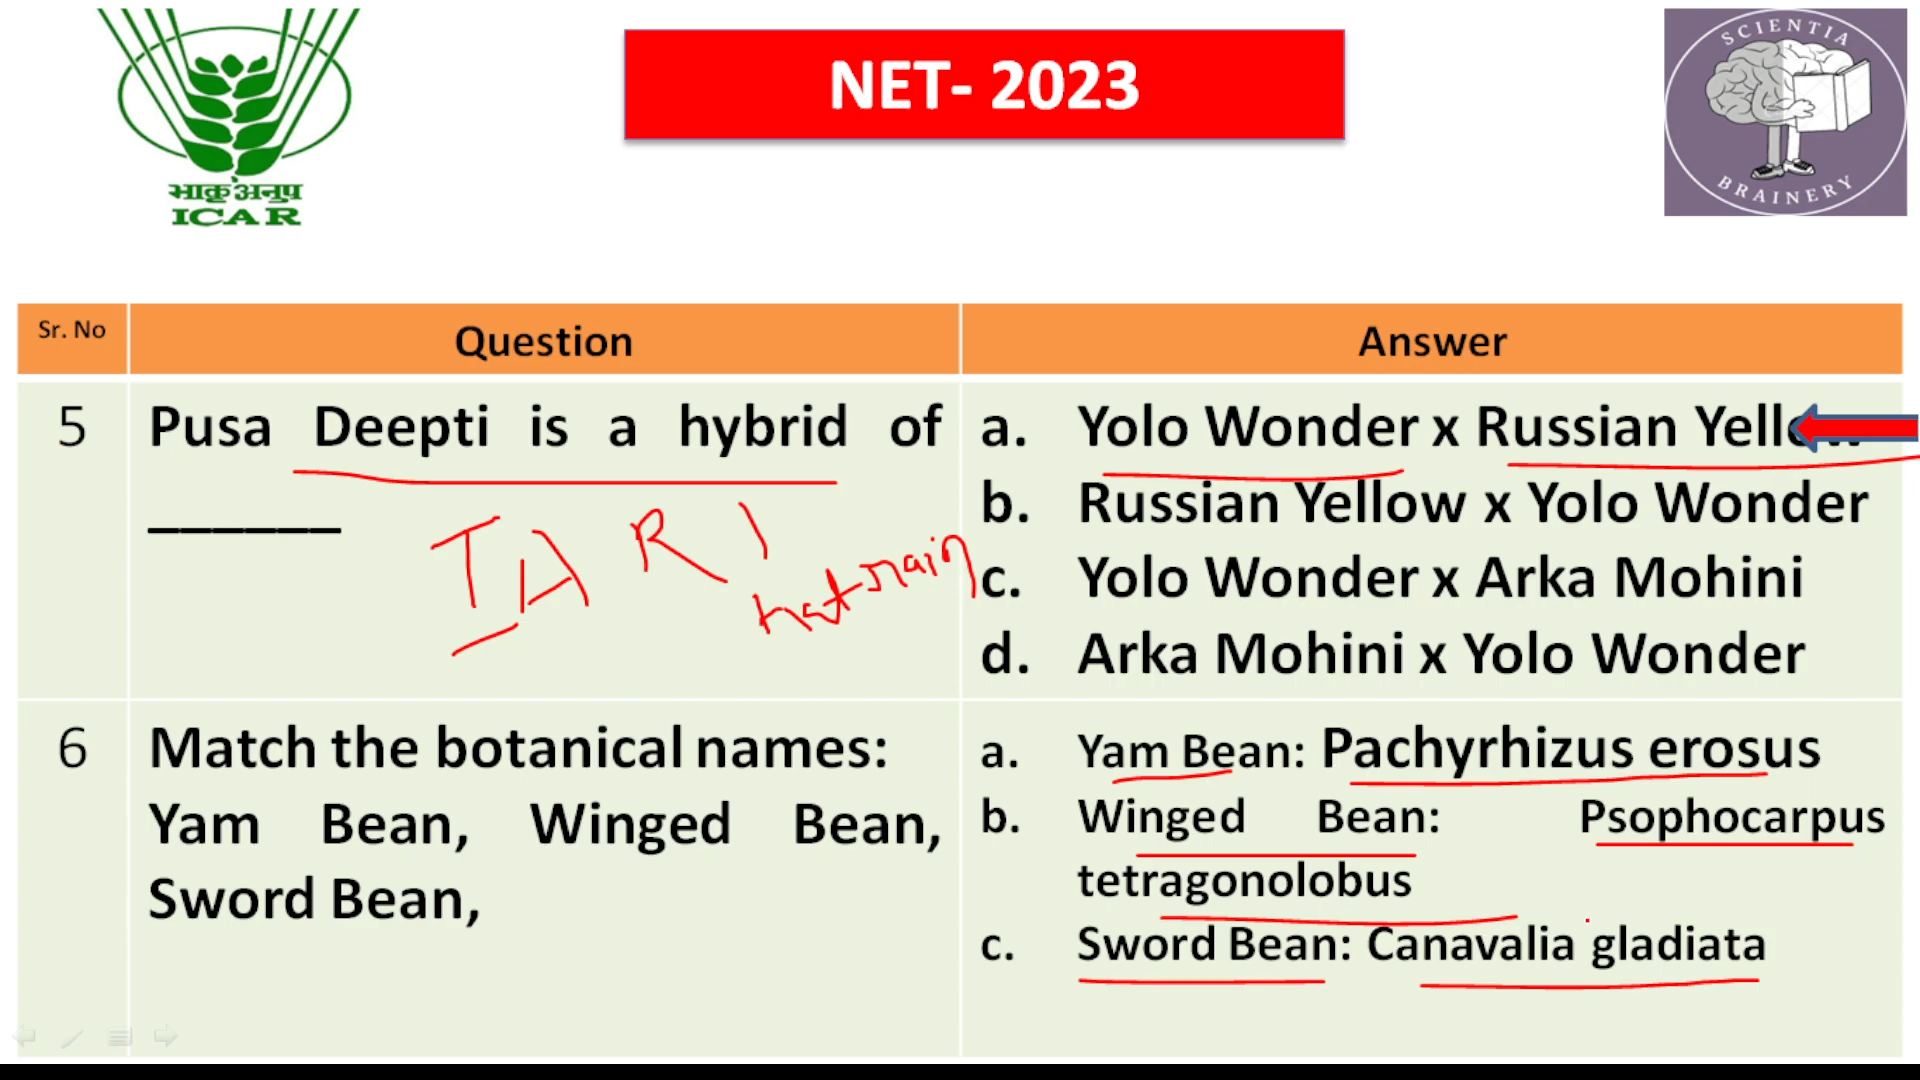 भाकृअनुप
ICAR
NET- 2023
SCIENTIA
BRAINERY
Sr. No
Question
Answer
5
Pusa Deepti is a hybrid of
______
IARI
katrain
a. Yolo Wonder x Russian Yellow
b. Russian Yellow x Yolo Wonder
c. Yolo Wonder x Arka Mohini
d. Arka Mohini x Yolo Wonder
6
Match the botanical names:
Yam Bean, Winged Bean,
Sword Bean,
a. Yam Bean: Pachyrhizus erosus
b. Winged Bean: Psophocarpus
tetragonolobus
c. Sword Bean: Canavalia gladiata